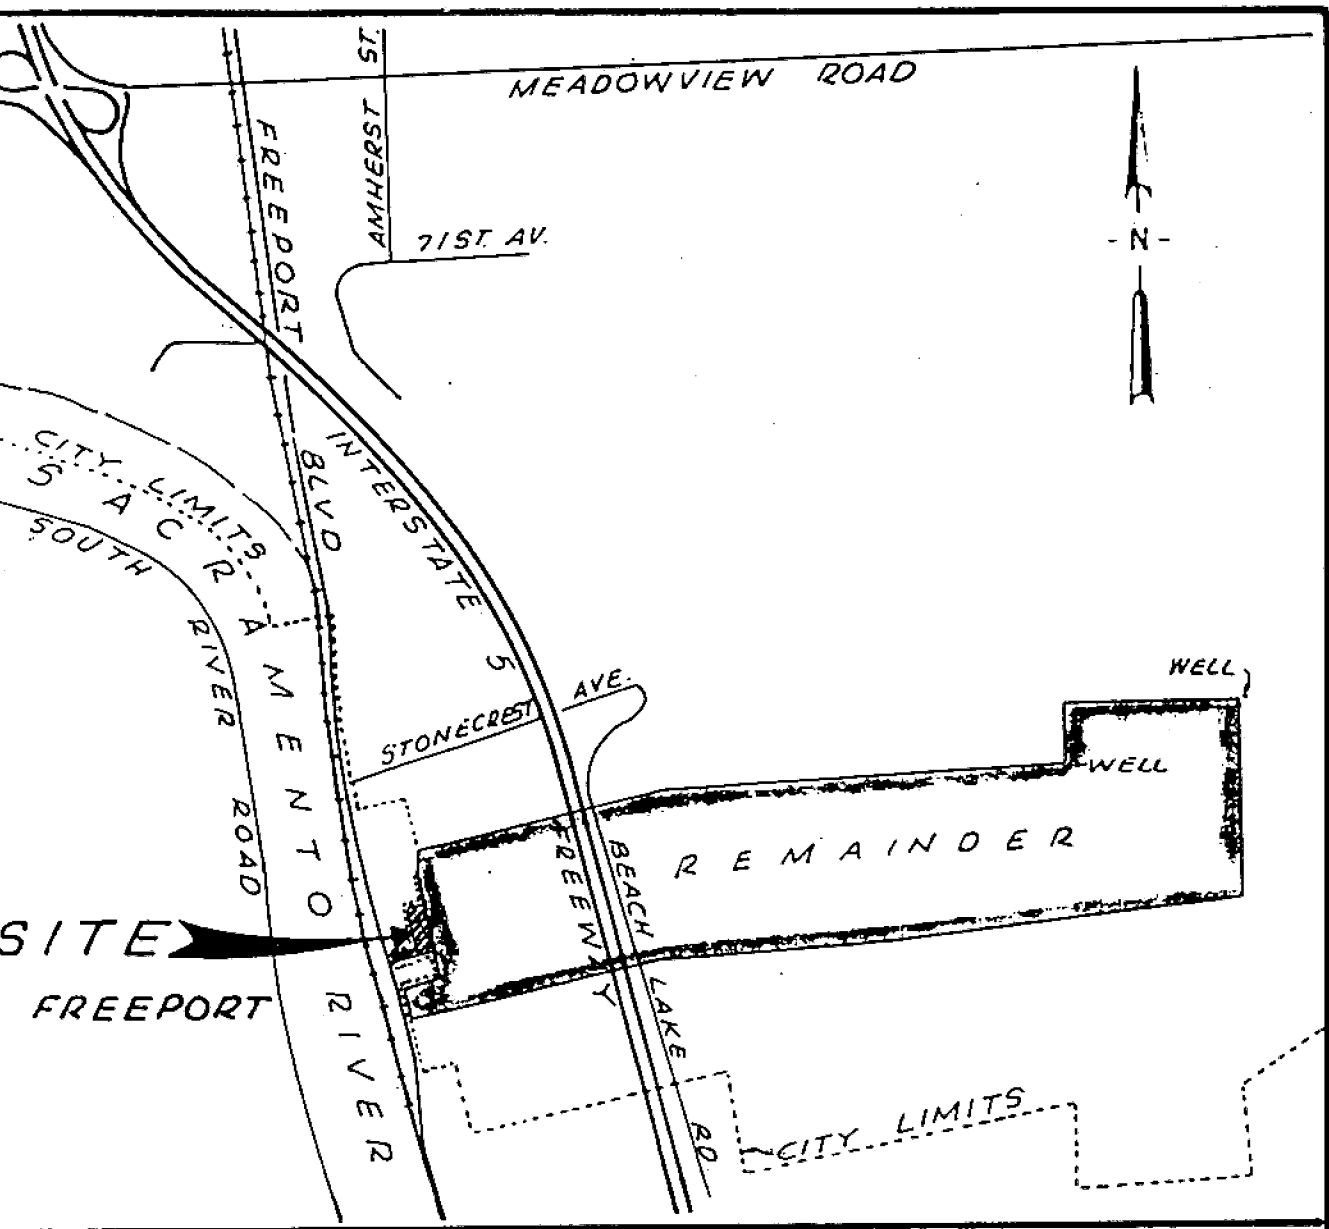 MEADOWVIEW ROAD
AMHERST ST.
FREEPORT BLVD
71ST. AV.
- N -
INTERSTATE 5 FREEWAY
CITY LIMITS
SACRAMENTO RIVER
SOUTH RIVER ROAD
STONECREST AVE.
WELL
WELL
REMAINDER
BEACH LAKE RD.
SITE
FREEPORT
CITY LIMITS